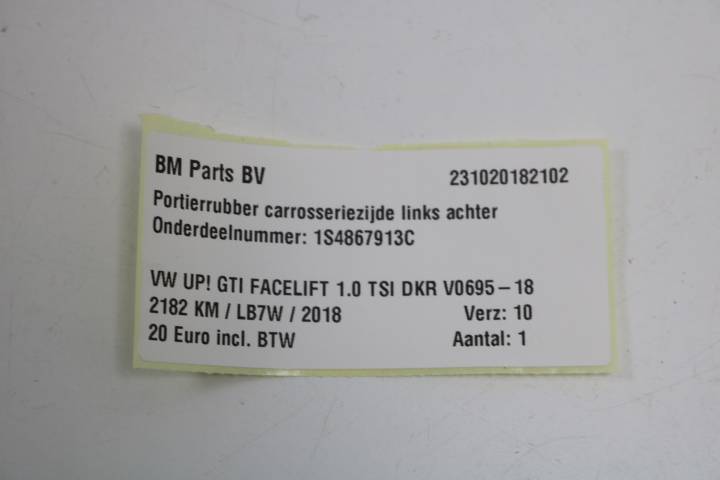 BM Parts BV 231020182102
Portierrubber carrosseriezijde links achter
Onderdeelnummer: 1S4867913C
VW UP! GTI FACELIFT 1.0 TSI DKR V0695-18
2182 KM / LB7W / 2018 Verz: 10
20 Euro incl. BTW Aantal: 1